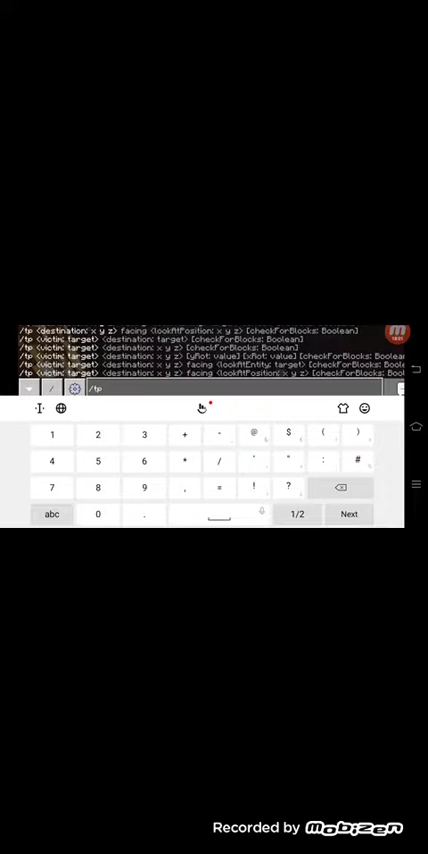 /tp <destination: x y z> facing <lookAtPosition: x y z> [checkForBlocks: Boolean]
/tp <victim: target> <destination: target> [checkForBlocks: Boolean]
/tp <victim: target> <destination: x y z> [checkForBlocks: Boolean]
/tp <victim: target> <destination: x y z> [yRot: value] [xRot: value] [checkForBlocks: Boolean
/tp <victim: target> <destination: x y z> facing <lookAtEntity: target> [checkForBlocks: Bool
/tp <victim: target> <destination: x y z> facing <lookAtPosition: x y z> [checkForBlocks: Bool
/ /tp
1 2 3 + - @ $ ( )
4 5 6 * / ' " : #
7 8 9 , = ! ?
abc 0 . 1/2 Next
Recorded by Mobizen